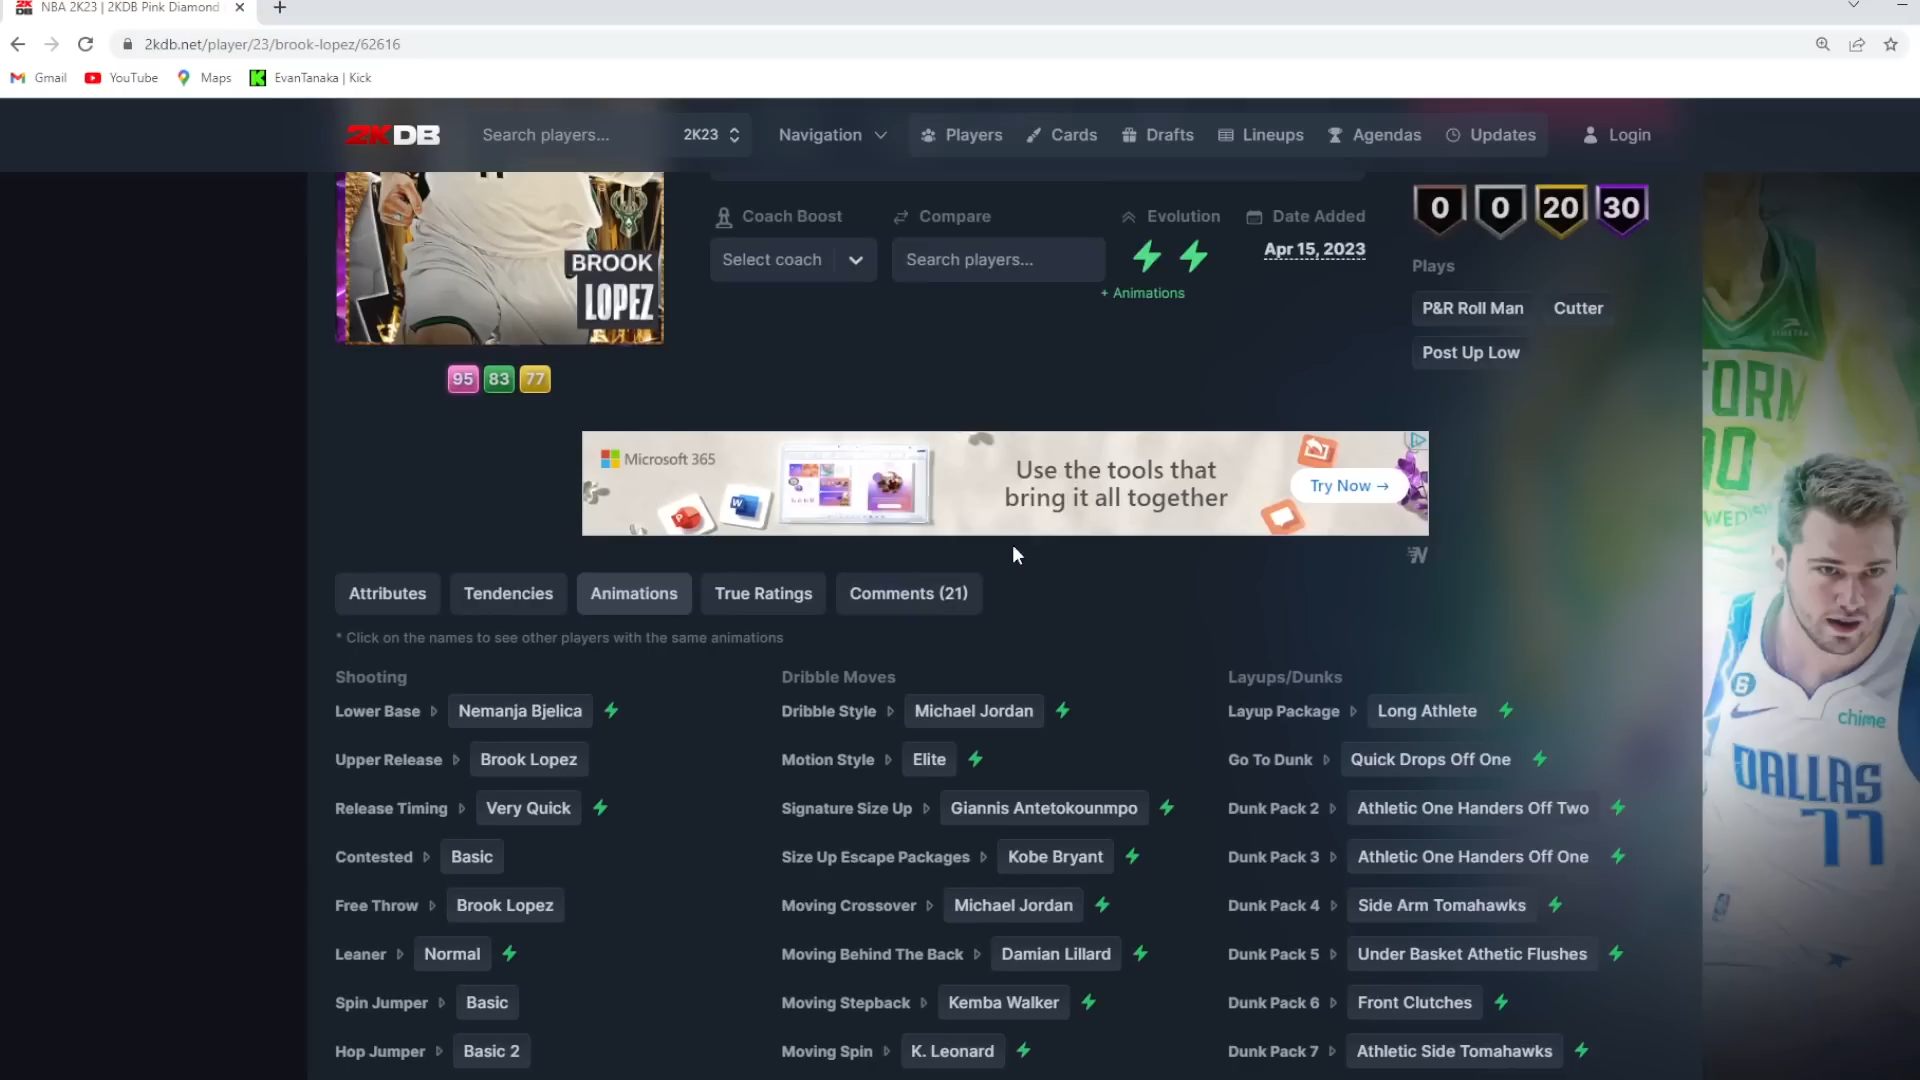 NBA 2K23 | 2KDB Pink Diamond
2kdb.net/player/23/brook-lopez/62616
Gmail YouTube Maps EvanTanaka | Kick
2KDB Search players... 2K23 Navigation Players Cards Drafts Lineups Agendas Updates Login
BROOK
LOPEZ
Coach Boost Compare Evolution Date Added
Select coach Search players... Apr 15, 2023
+ Animations
0 0 20 30
Plays
P&R Roll Man Cutter
Post Up Low
95 83 77
Microsoft 365
Use the tools that
bring it all together
Try Now →
Attributes Tendencies Animations True Ratings Comments (21)
* Click on the names to see other players with the same animations
Shooting Dribble Moves Layups/Dunks
Lower Base Nemanja Bjelica Dribble Style Michael Jordan Layup Package Long Athlete
Upper Release Brook Lopez Motion Style Elite Go To Dunk Quick Drops Off One
Release Timing Very Quick Signature Size Up Giannis Antetokounmpo Dunk Pack 2 Athletic One Handers Off Two
Contested Basic Size Up Escape Packages Kobe Bryant Dunk Pack 3 Athletic One Handers Off One
Free Throw Brook Lopez Moving Crossover Michael Jordan Dunk Pack 4 Side Arm Tomahawks
Leaner Normal Moving Behind The Back Damian Lillard Dunk Pack 5 Under Basket Athetic Flushes
Spin Jumper Basic Moving Stepback Kemba Walker Dunk Pack 6 Front Clutches
Hop Jumper Basic 2 Moving Spin K. Leonard Dunk Pack 7 Athletic Side Tomahawks
6
chime
DALLAS
77